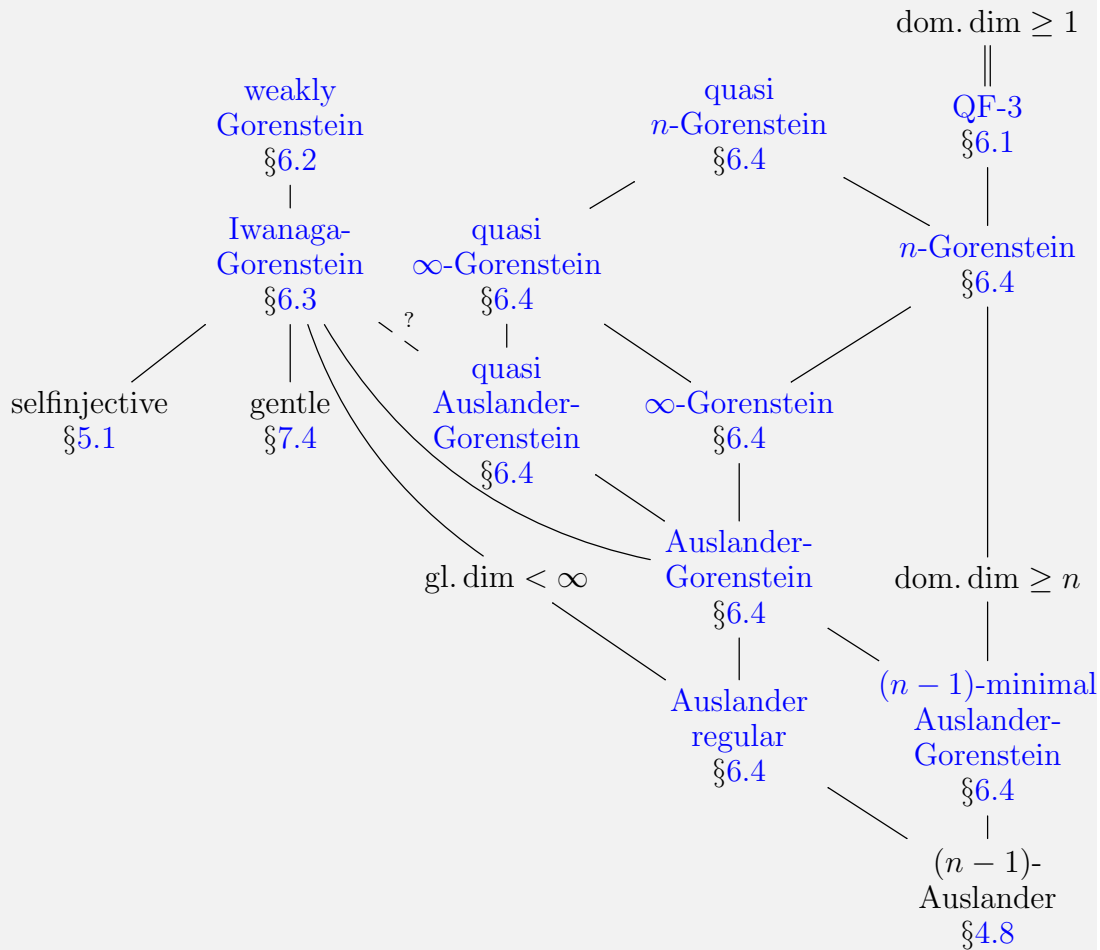 dom. dim ≥ 1
weakly
Gorenstein
§6.2
quasi
n-Gorenstein
§6.4
QF-3
§6.1
Iwanaga-
Gorenstein
§6.3
quasi
∞-Gorenstein
§6.4
n-Gorenstein
§6.4
?
selfinjective
§5.1
gentle
§7.4
quasi
Auslander-
Gorenstein
§6.4
∞-Gorenstein
§6.4
gl. dim < ∞
Auslander-
Gorenstein
§6.4
dom. dim ≥ n
Auslander
regular
§6.4
(n − 1)-minimal
Auslander-
Gorenstein
§6.4
(n − 1)-
Auslander
§4.8